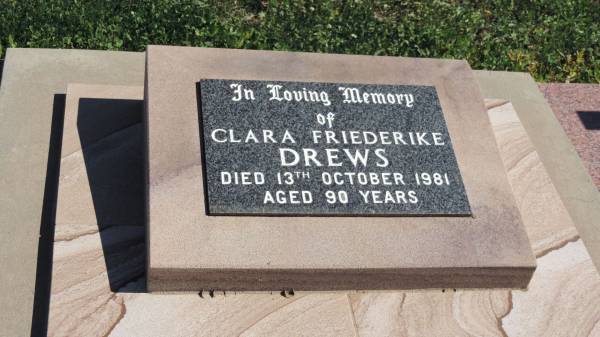 In Loving Memory
of
CLARA FRIEDERIKE
DREWS
DIED 13TH OCTOBER 1981
AGED 90 YEARS